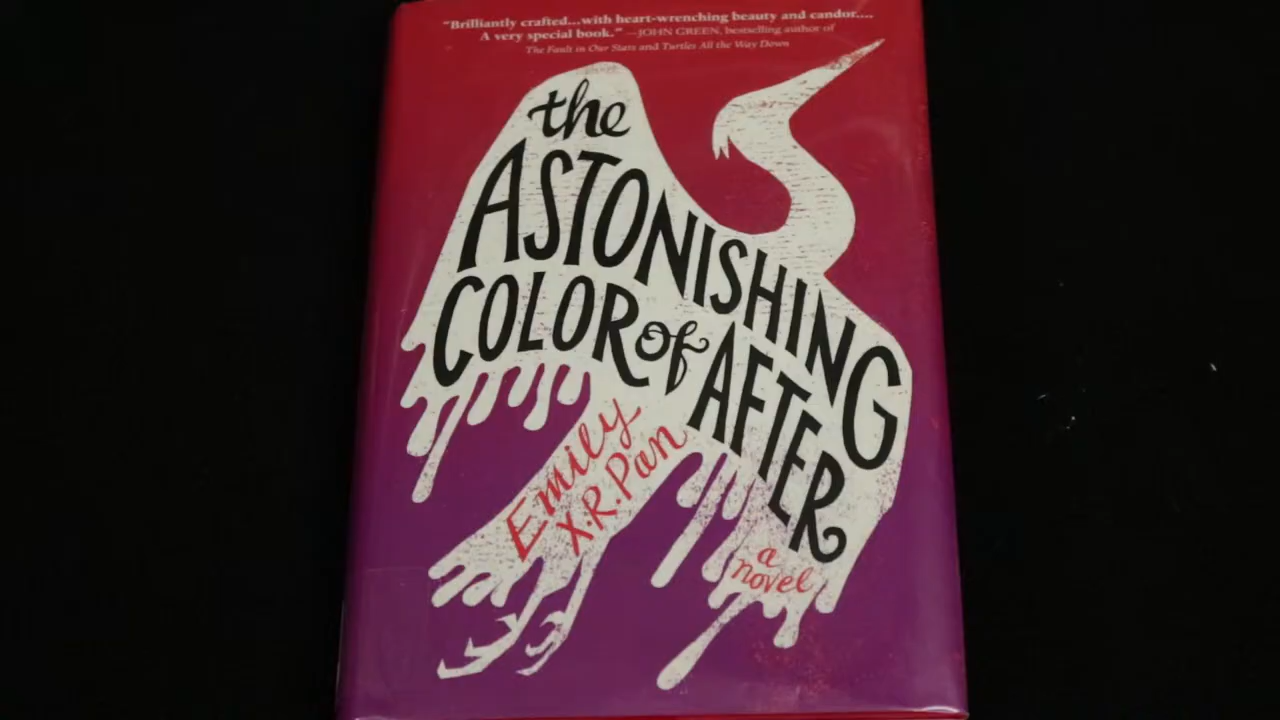 "Brilliantly crafted...with heart-wrenching beauty and candor....
A very special book." —JOHN GREEN, bestselling author of
The Fault in Our Stars and Turtles All the Way Down
the
ASTONISHING
COLOR of AFTER
Emily
X.R. Pan
a
novel